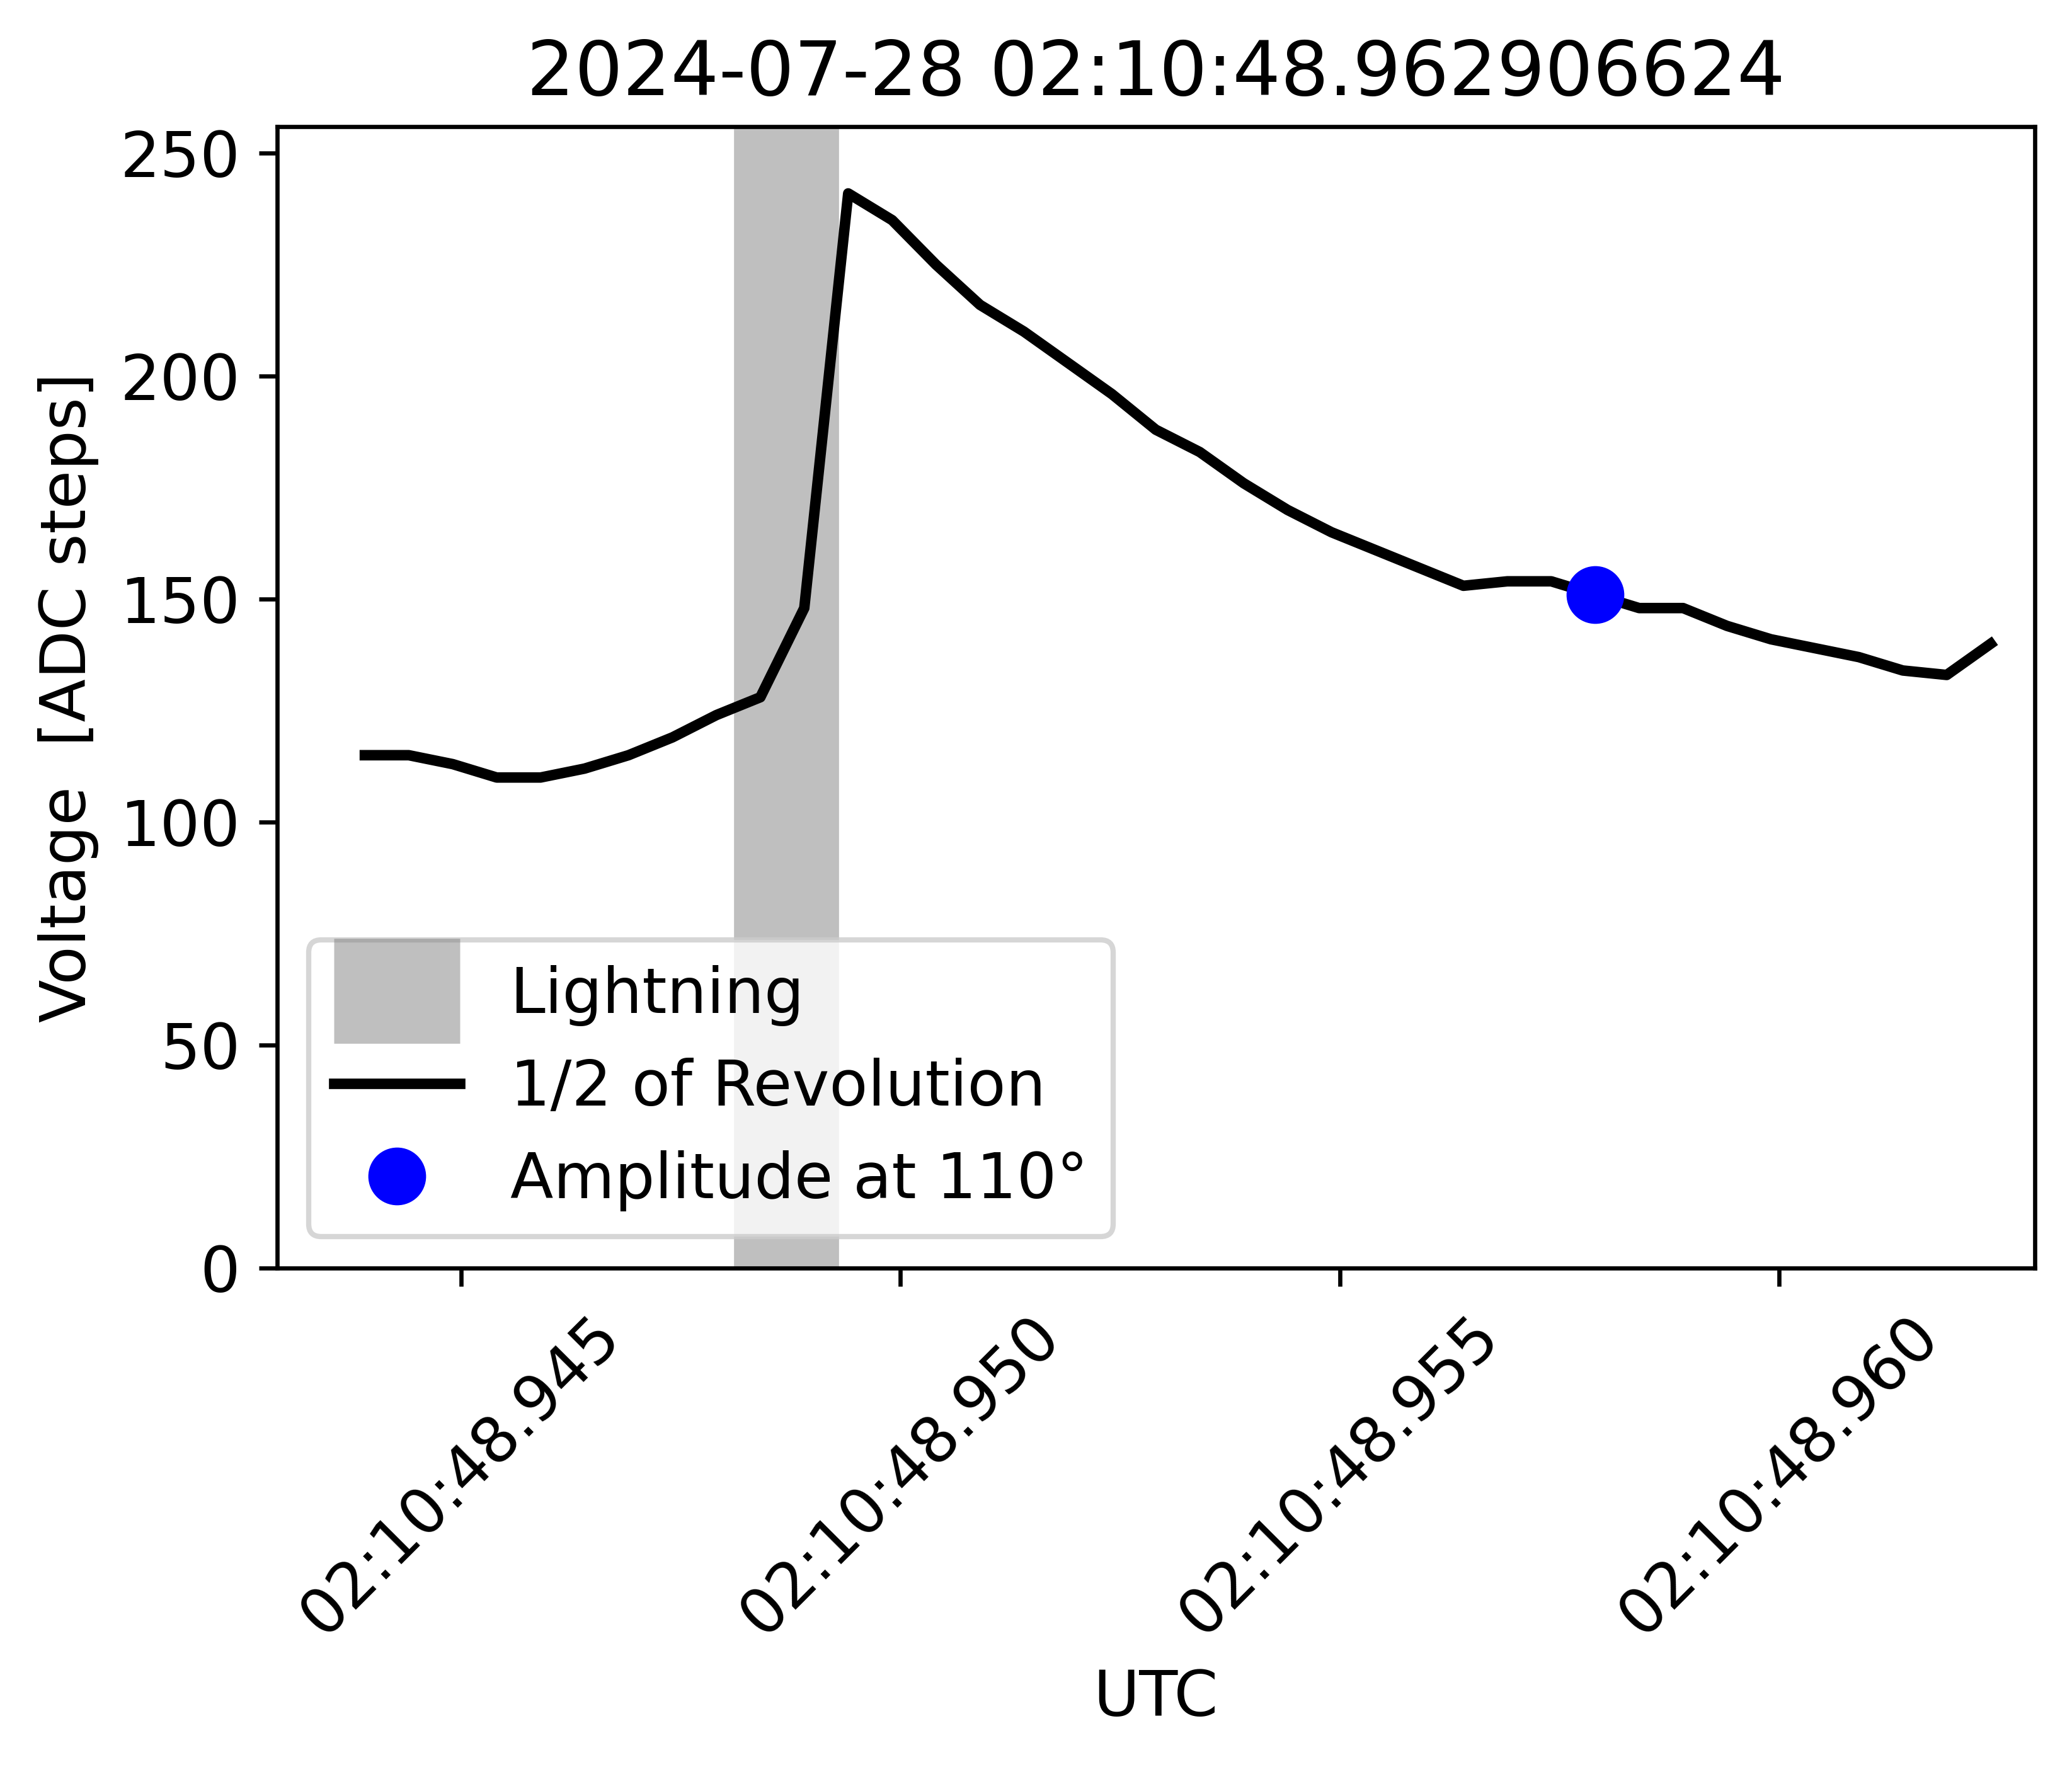 2024-07-28 02:10:48.962906624
Voltage [ADC steps]
250
200
150
100
50
0
Lightning
1/2 of Revolution
Amplitude at 110°
02:10:48.945
02:10:48.950
02:10:48.955
02:10:48.960
UTC